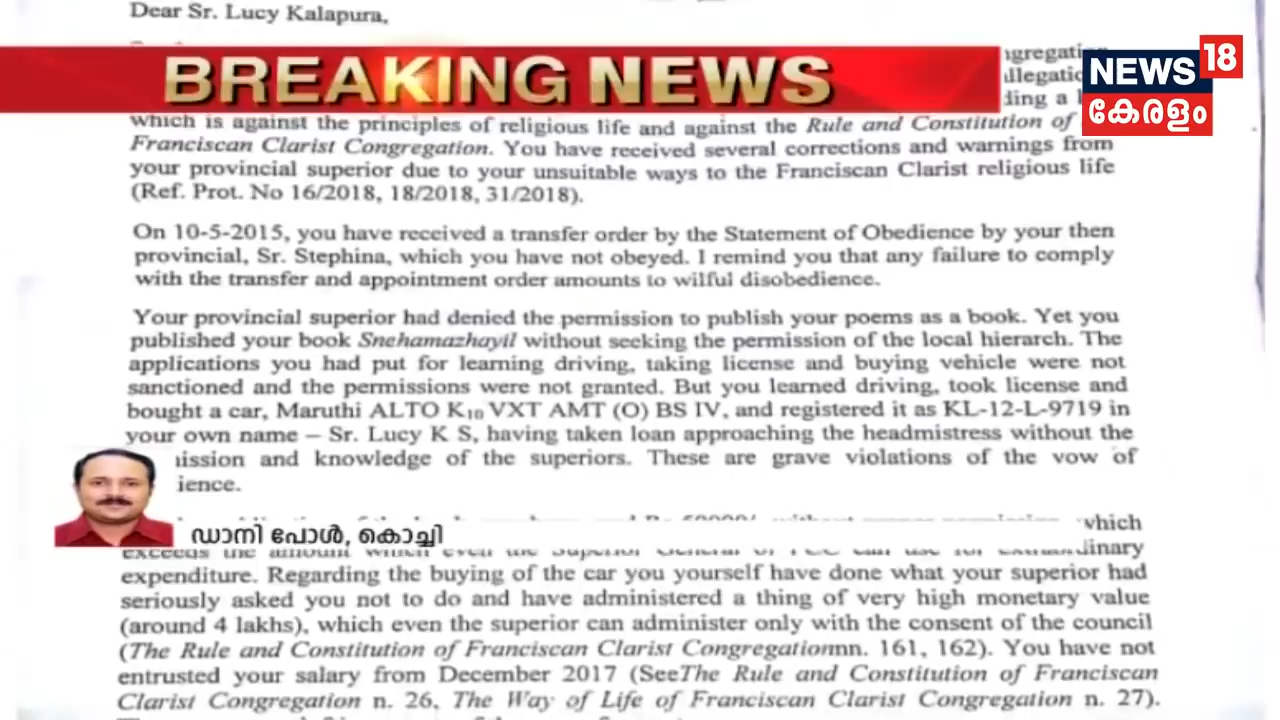 Dear Sr. Lucy Kalapura,
BREAKING NEWS
NEWS 18
കേരളം
which is against the principles of religious life and against the Rule and Constitution of
Franciscan Clarist Congregation. You have received several corrections and warnings from
your provincial superior due to your unsuitable ways to the Franciscan Clarist religious life
(Ref. Prot. No 16/2018, 18/2018, 31/2018).
On 10-5-2015, you have received a transfer order by the Statement of Obedience by your then
provincial, Sr. Stephina, which you have not obeyed. I remind you that any failure to comply
with the transfer and appointment order amounts to wilful disobedience.
Your provincial superior had denied the permission to publish your poems as a book. Yet you
published your book Snehamazhayil without seeking the permission of the local hierarch. The
applications you had put for learning driving, taking license and buying vehicle were not
sanctioned and the permissions were not granted. But you learned driving, took license and
bought a car, Maruthi ALTO K10 VXT AMT (O) BS IV, and registered it as KL-12-L-9719 in
your own name – Sr. Lucy K S, having taken loan approaching the headmistress without the
ission and knowledge of the superiors. These are grave violations of the vow of
ience.
which
ഡാനി പോൾ, കൊച്ചി
exceeds the amount which even the Superior General of FCC can use for extraordinary
expenditure. Regarding the buying of the car you yourself have done what your superior had
seriously asked you not to do and have administered a thing of very high monetary value
(around 4 lakhs), which even the superior can administer only with the consent of the council
(The Rule and Constitution of Franciscan Clarist Congregationnn. 161, 162). You have not
entrusted your salary from December 2017 (SeeThe Rule and Constitution of Franciscan
Clarist Congregation n. 26, The Way of Life of Franciscan Clarist Congregation n. 27).